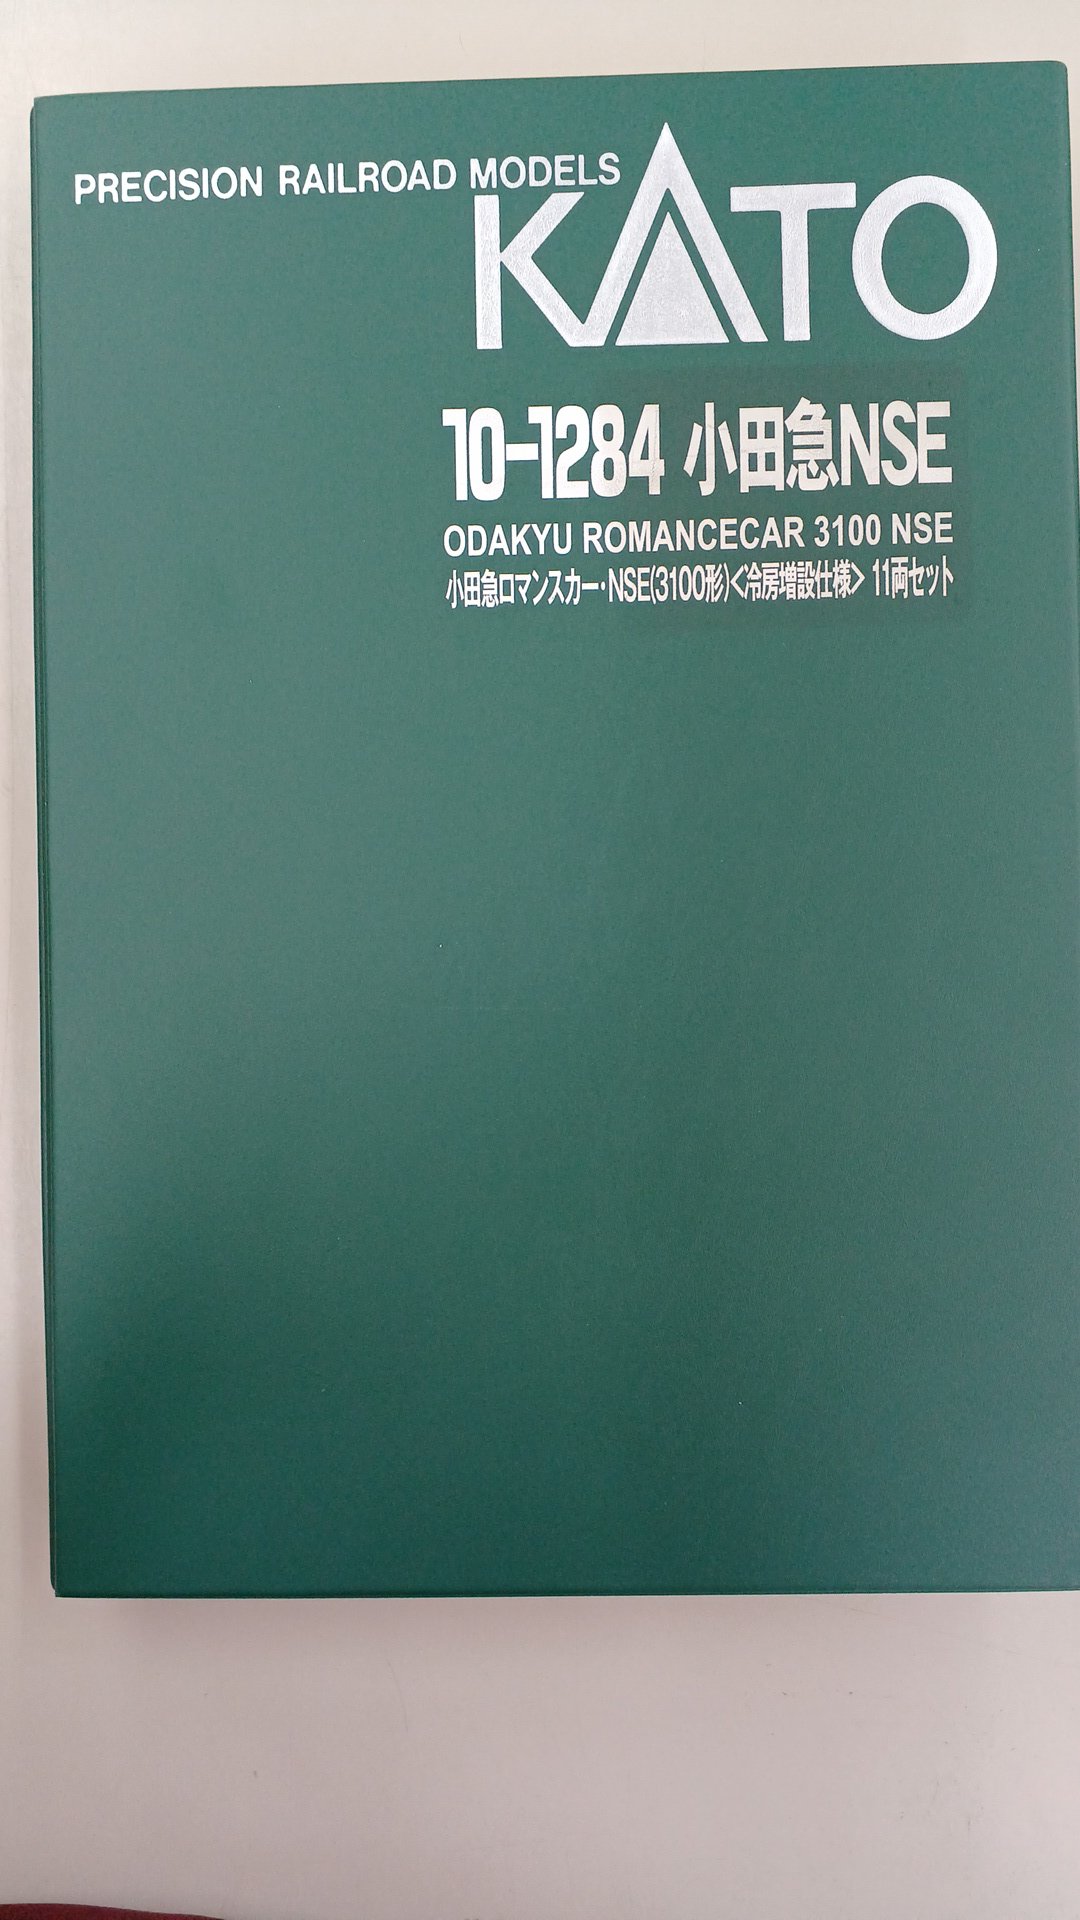 PRECISION RAILROAD MODELS
KATO
10-1284 小田急NSE
ODAKYU ROMANCECAR 3100 NSE
小田急ロマンスカー・NSE(3100形)<冷房増設仕様> 11両セット